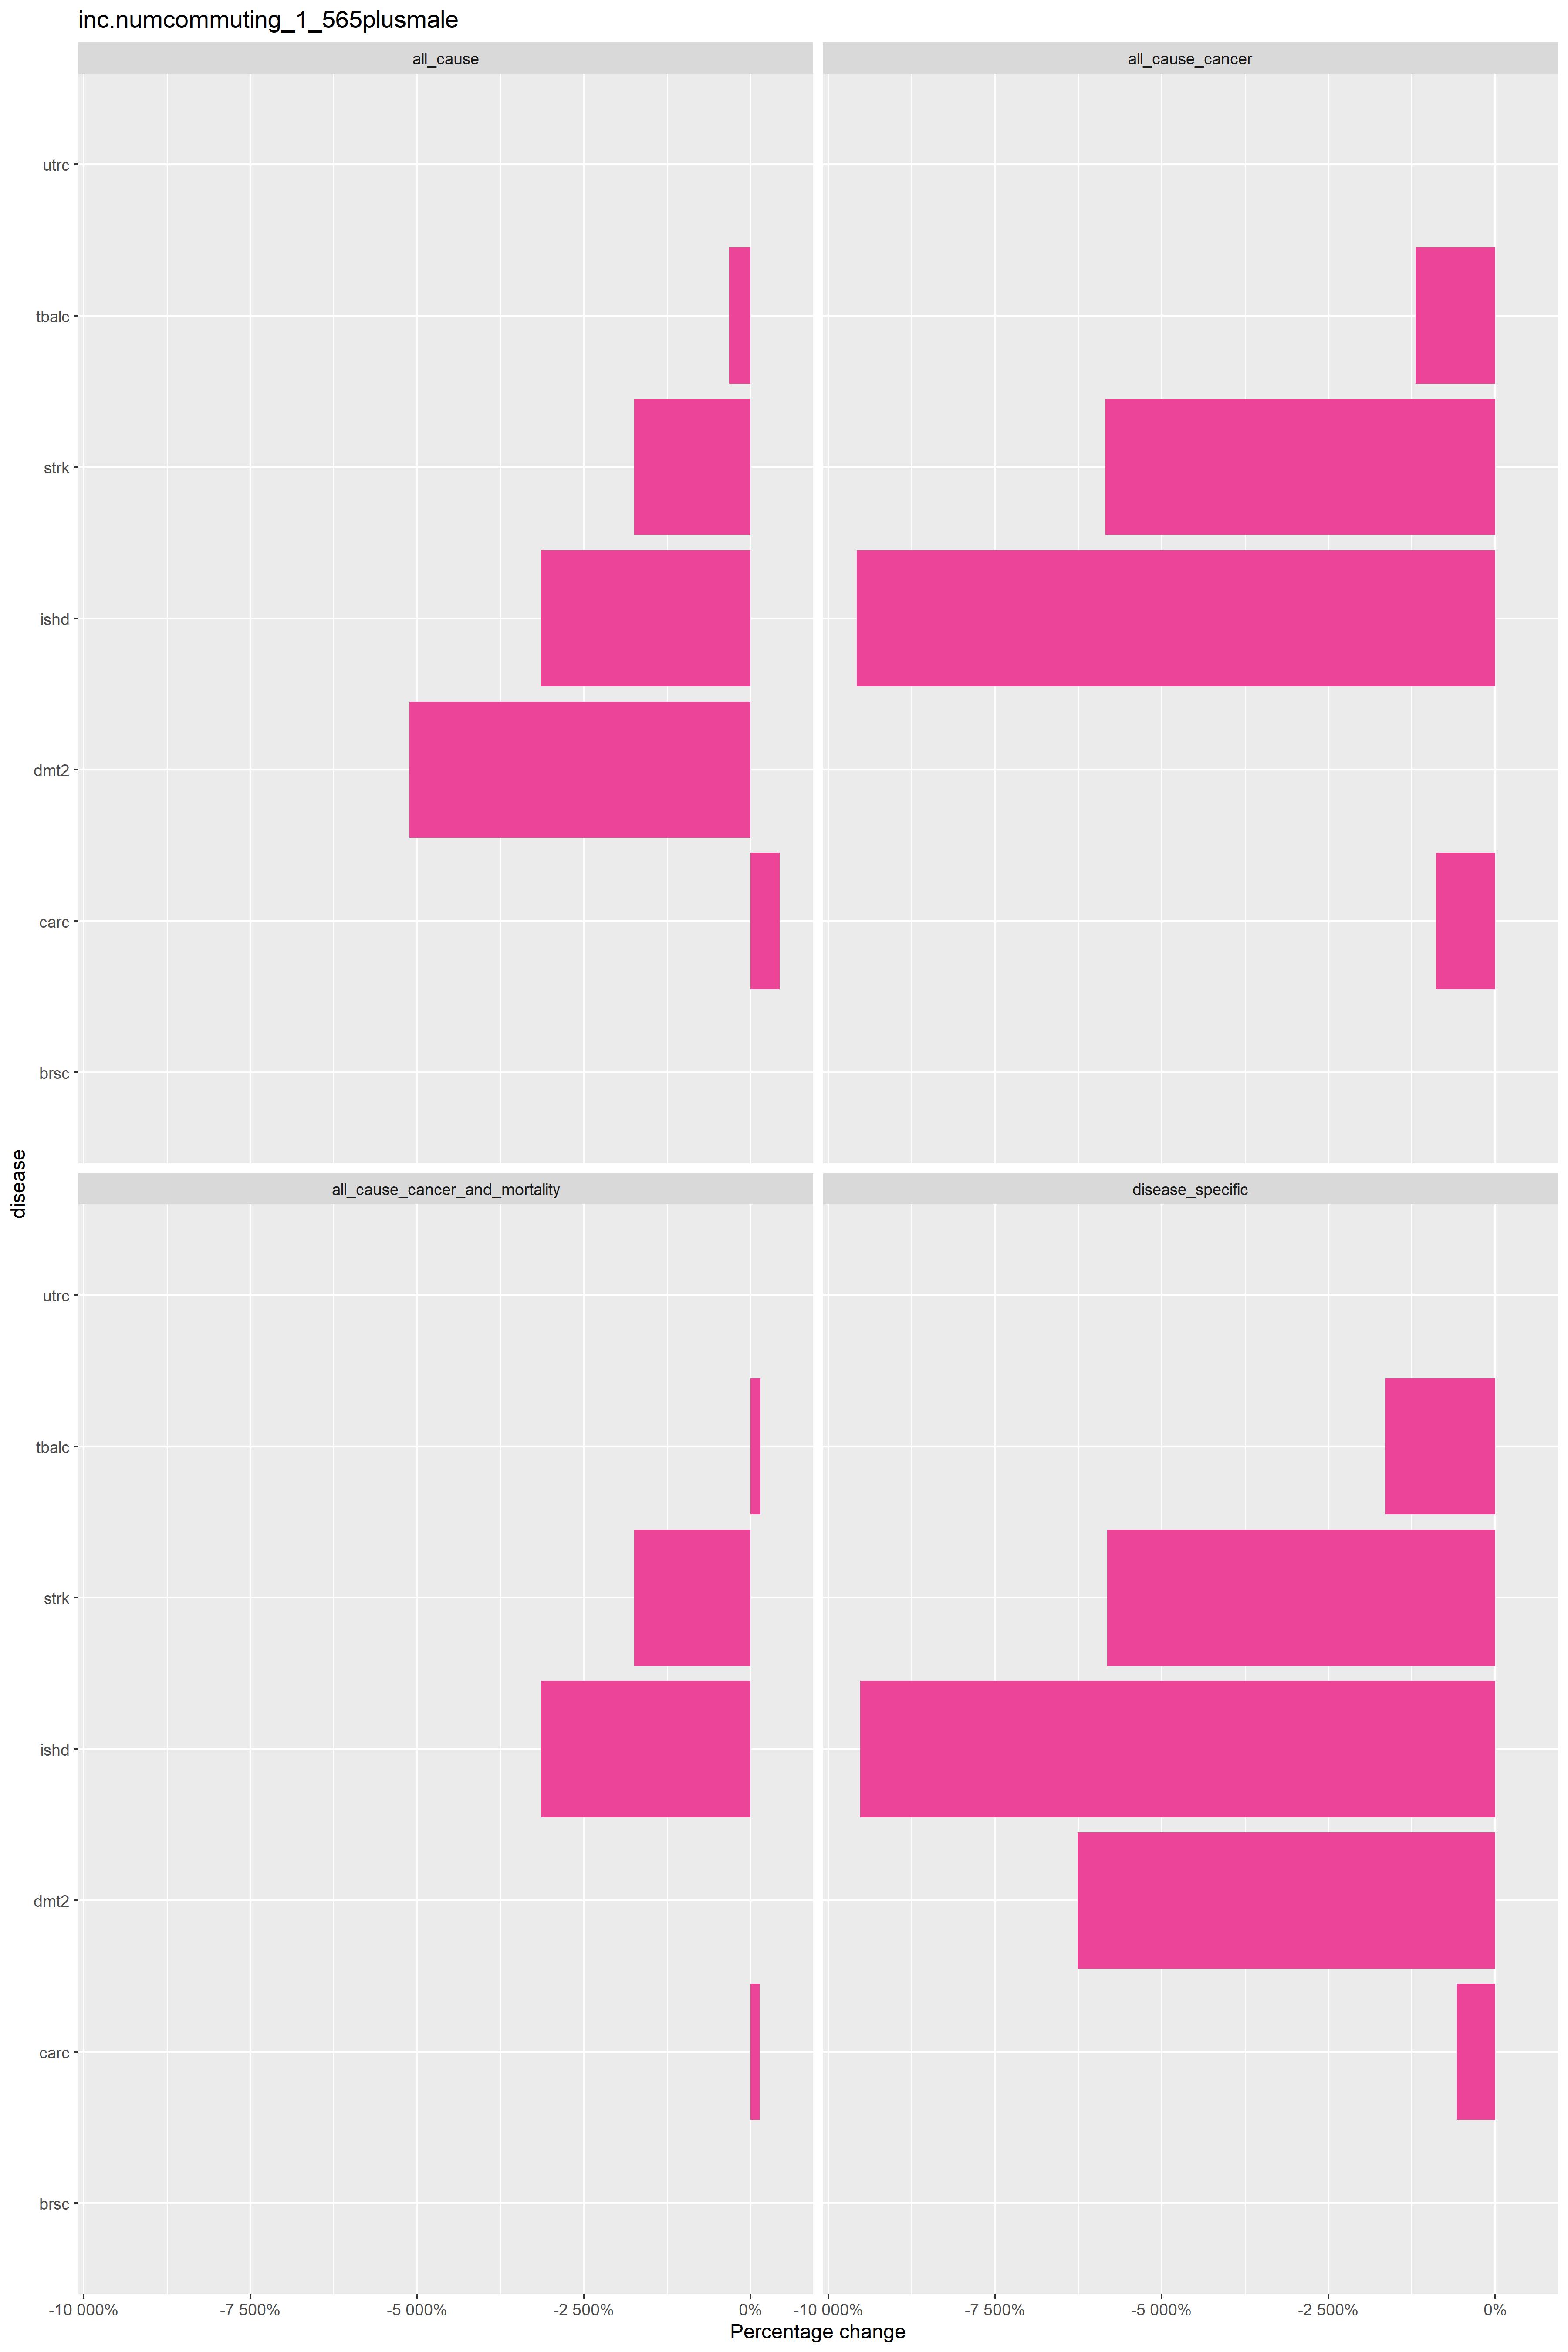 inc.numcommuting_1_565plusmale
all_cause
all_cause_cancer
utrc
tbalc
strk
ishd
dmt2
carc
brsc
disease
all_cause_cancer_and_mortality
disease_specific
utrc
tbalc
strk
ishd
dmt2
carc
brsc
-10 000%
-7 500%
-5 000%
-2 500%
0%
-10 000%
-7 500%
-5 000%
-2 500%
0%
Percentage change